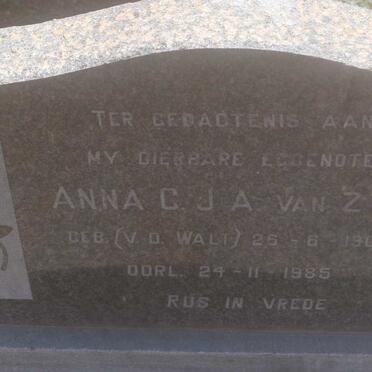 TER GEDAGTENIS AAN
MY DIERBARE EGGENOTE
ANNA C. J. A. VAN Z
GEB. (V.D. WALT) 25-6-19
OORL. 24-11-1985
RUS IN VREDE